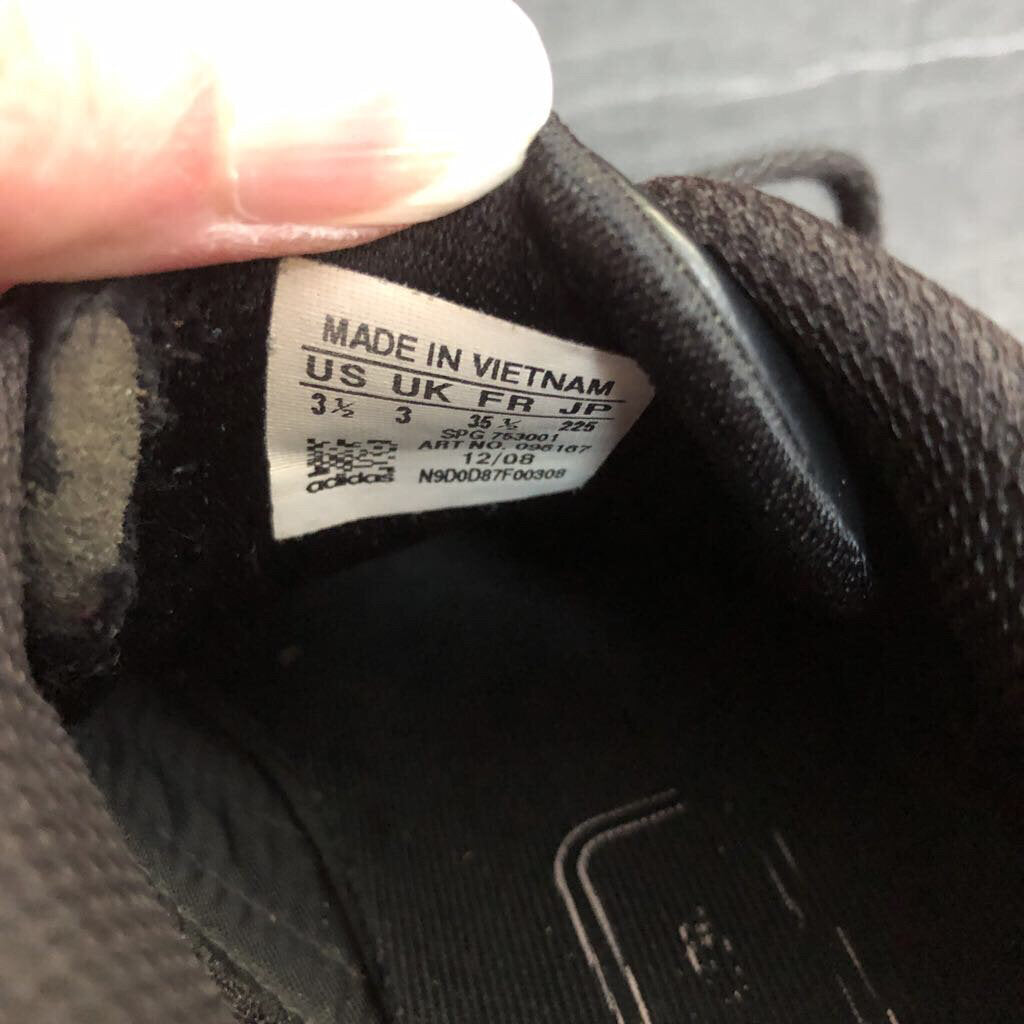 MADE IN VIETNAM
US UK FR JP
3½ 3 35½ 225
SPG 753001
ART NO. 096167
12/08
adidas N9D0D87F00308